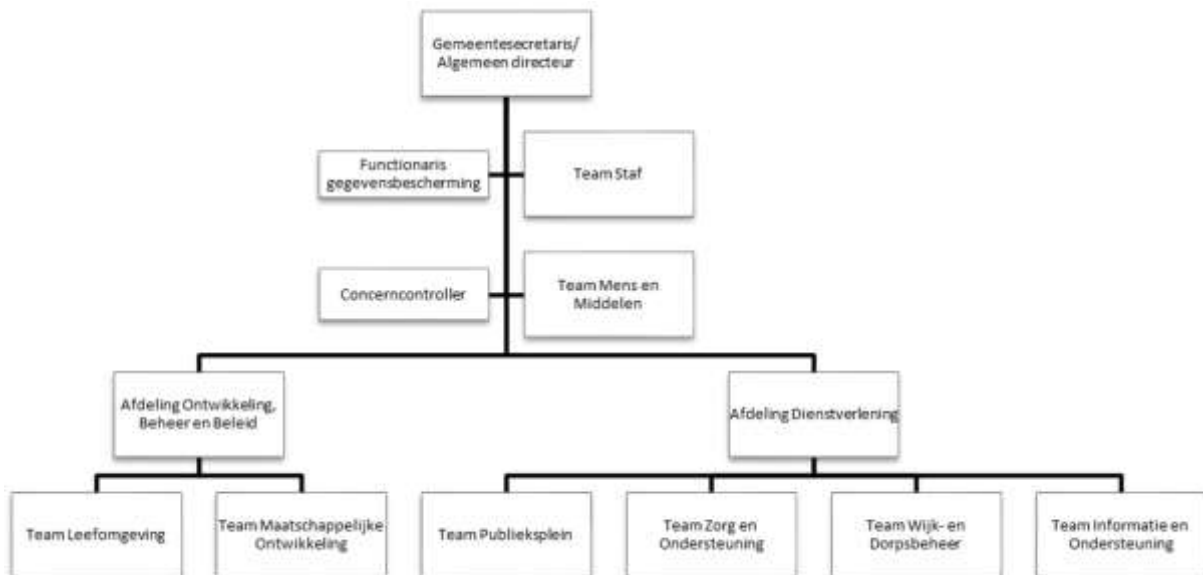 Gemeentesecretaris/
Algemeen directeur
Functionaris
gegevensbescherming
Team Staf
Concerncontroller
Team Mens en
Middelen
Afdeling Ontwikkeling,
Beheer en Beleid
Afdeling Dienstverlening
Team Leefomgeving
Team Maatschappelijke
Ontwikkeling
Team Publieksplein
Team Zorg en
Ondersteuning
Team Wijk- en
Dorpsbeheer
Team Informatie en
Ondersteuning